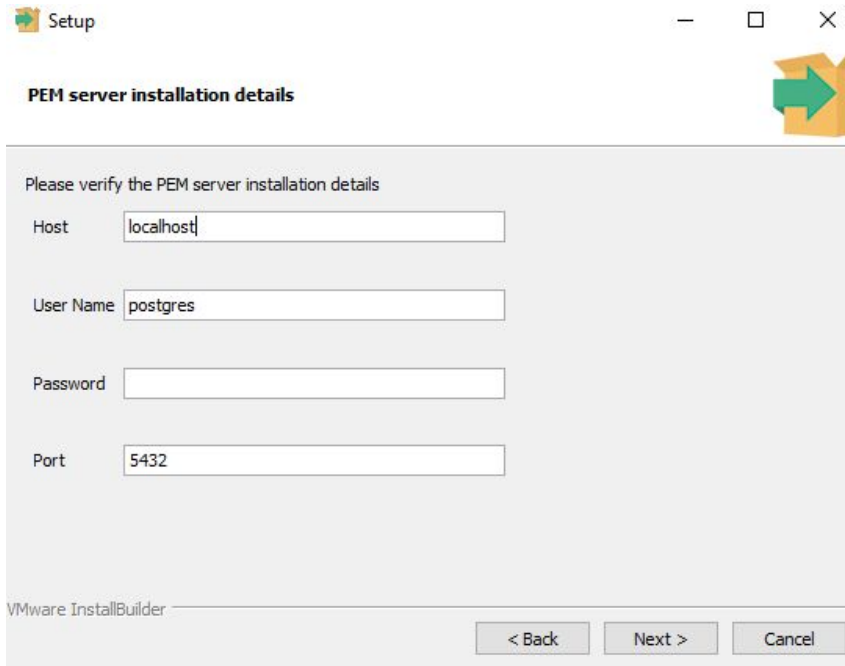 Setup
PEM server installation details
Please verify the PEM server installation details
Host localhost
User Name postgres
Password
Port 5432
VMware InstallBuilder
< Back Next > Cancel